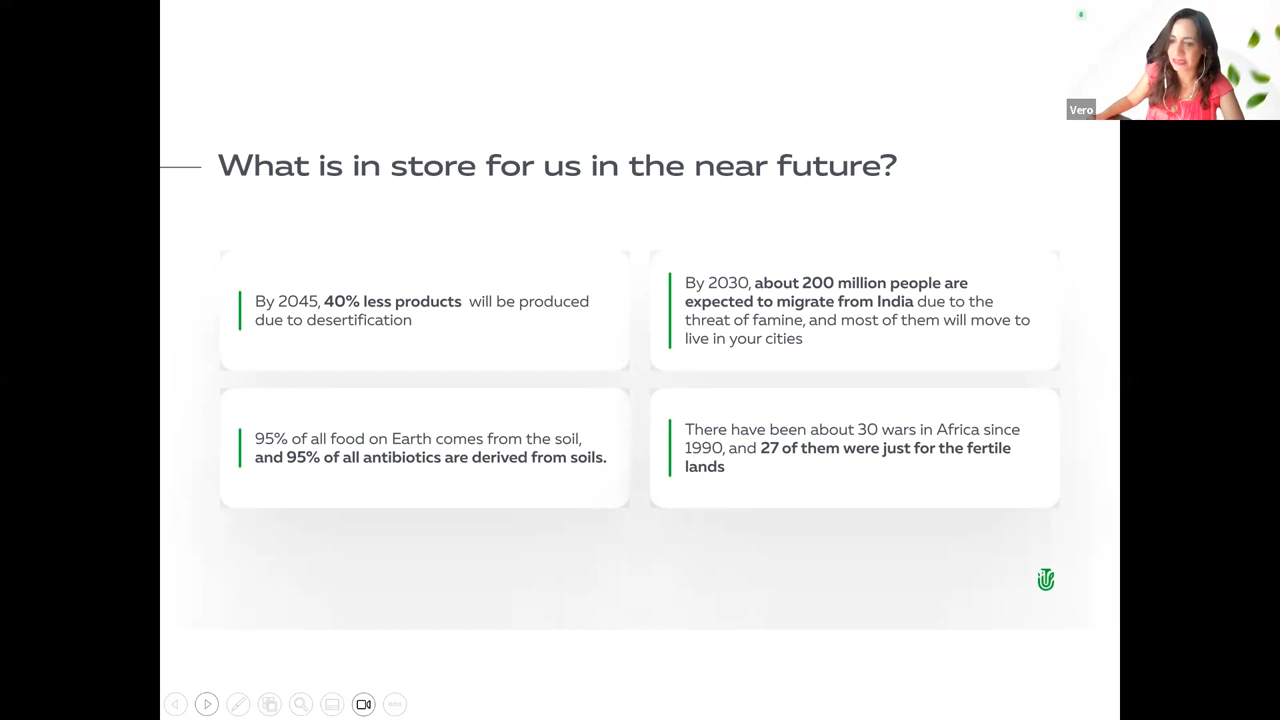 Vero
What is in store for us in the near future?
By 2045, 40% less products will be produced
due to desertification
By 2030, about 200 million people are
expected to migrate from India due to the
threat of famine, and most of them will move to
live in your cities
95% of all food on Earth comes from the soil,
and 95% of all antibiotics are derived from soils.
There have been about 30 wars in Africa since
1990, and 27 of them were just for the fertile
lands